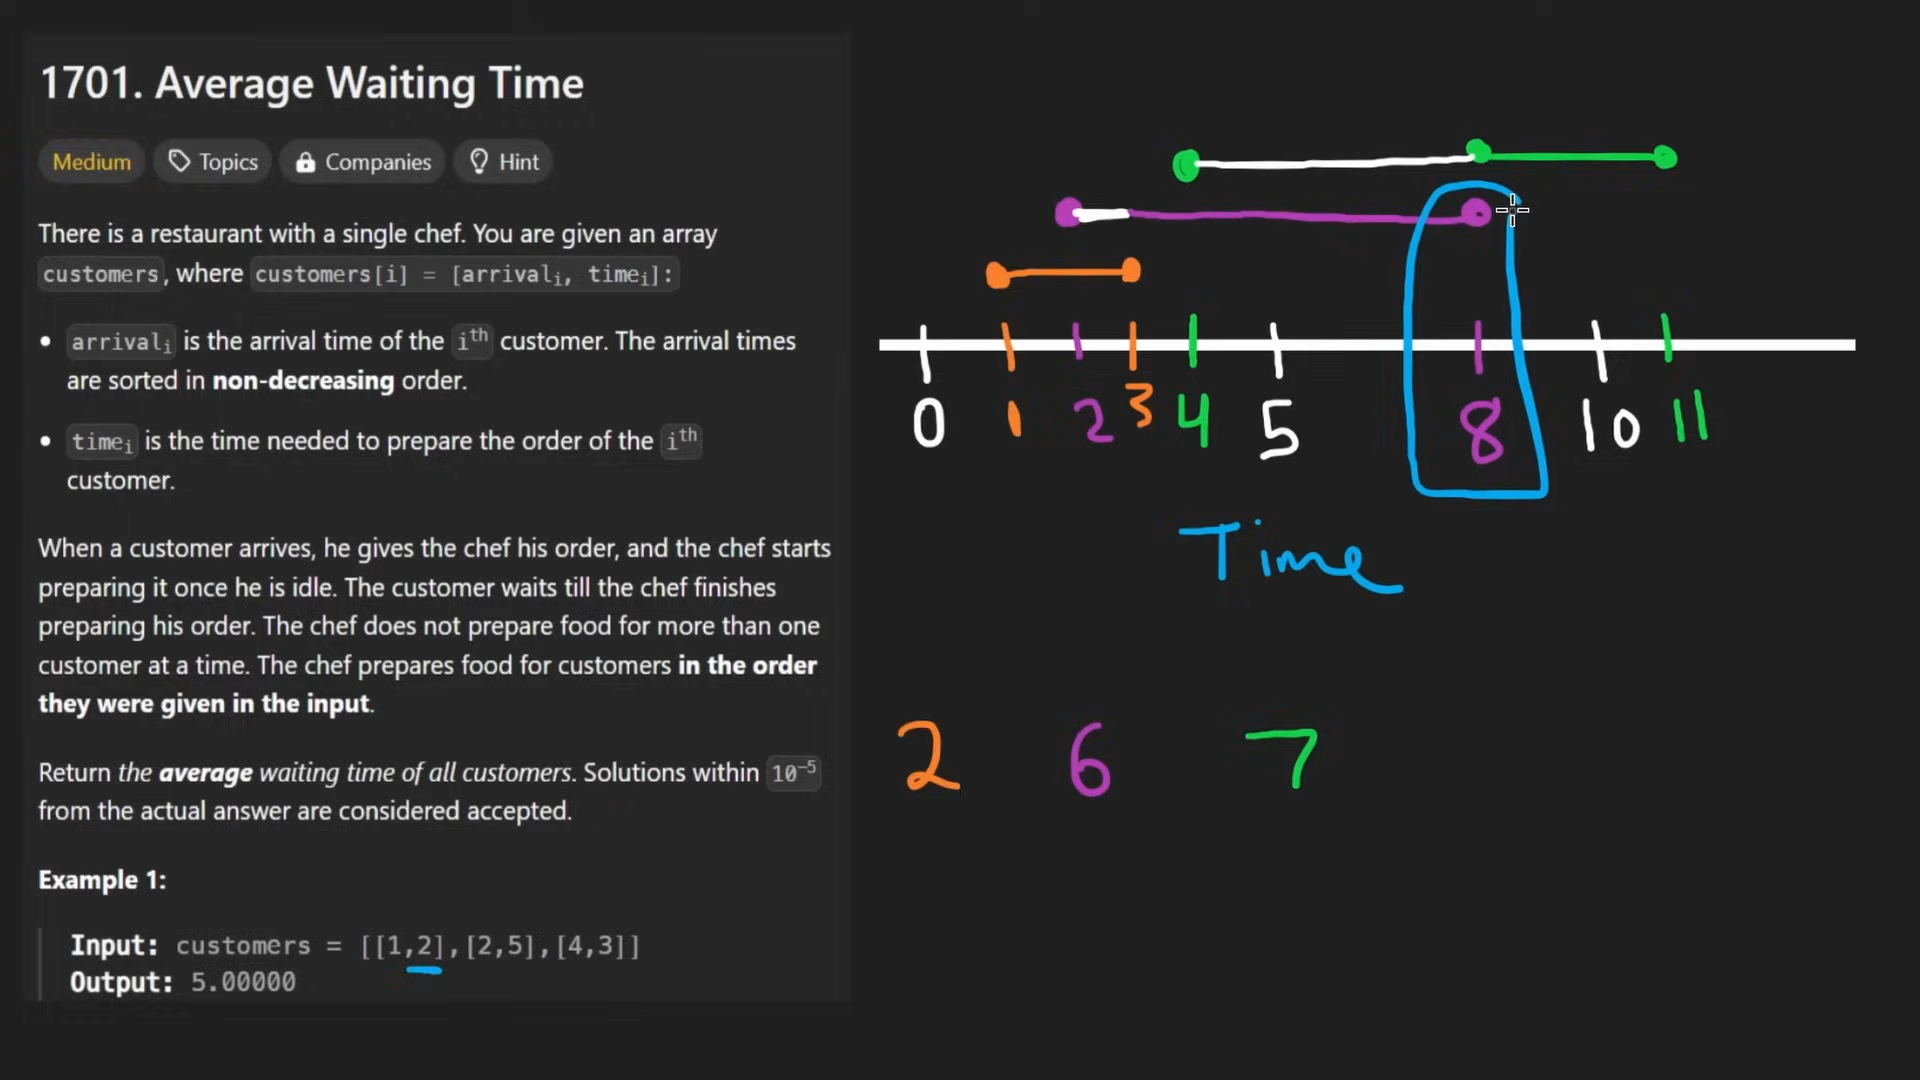 1701. Average Waiting Time
Medium Topics Companies Hint
There is a restaurant with a single chef. You are given an array
customers, where customers[i] = [arrivalᵢ, timeᵢ]:
• arrivalᵢ is the arrival time of the iᵗʰ customer. The arrival times
are sorted in non-decreasing order.
• timeᵢ is the time needed to prepare the order of the iᵗʰ
customer.
When a customer arrives, he gives the chef his order, and the chef starts
preparing it once he is idle. The customer waits till the chef finishes
preparing his order. The chef does not prepare food for more than one
customer at a time. The chef prepares food for customers in the order
they were given in the input.
Return the average waiting time of all customers. Solutions within 10⁻⁵
from the actual answer are considered accepted.
Example 1:
Input: customers = [[1,2],[2,5],[4,3]]
Output: 5.00000
0 1 2 3 4 5 8 10 11
Time
2 6 7